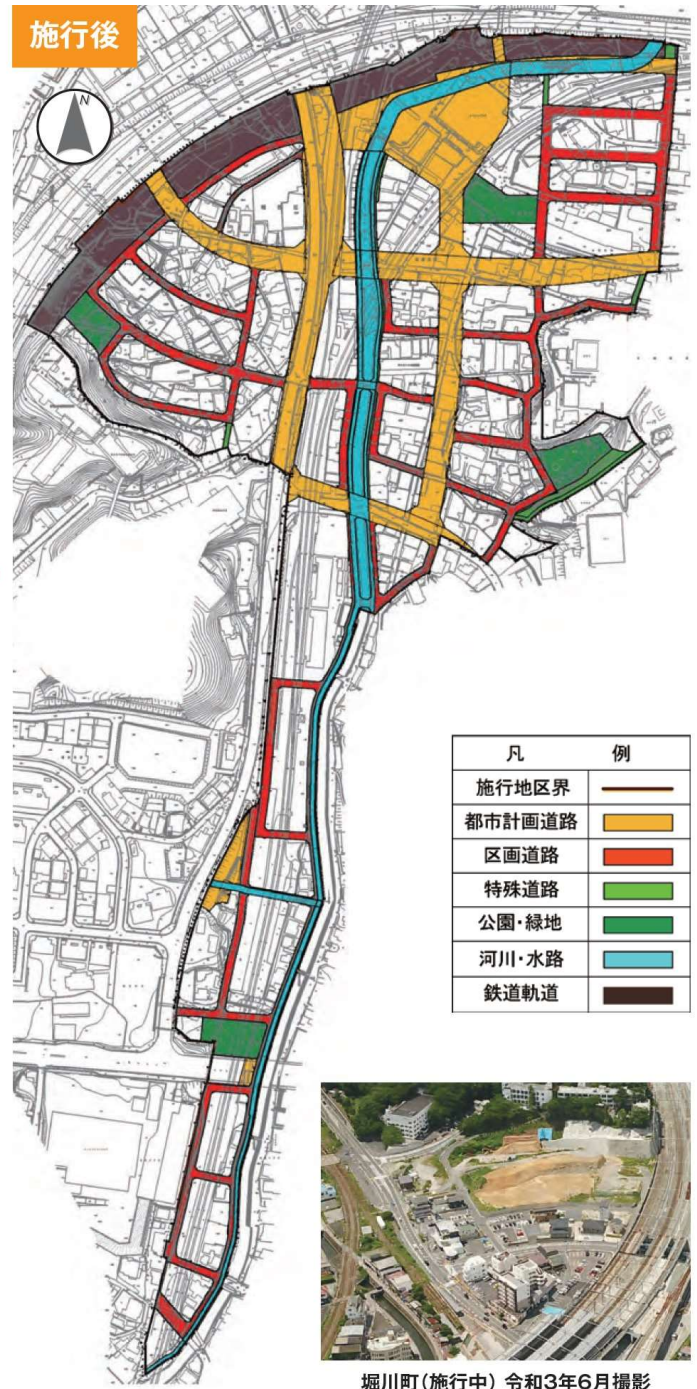 施行後
N
凡 例
施行地区界
都市計画道路
区画道路
特殊道路
公園・緑地
河川・水路
鉄道軌道
堀川町(施行中) 令和3年6月撮影